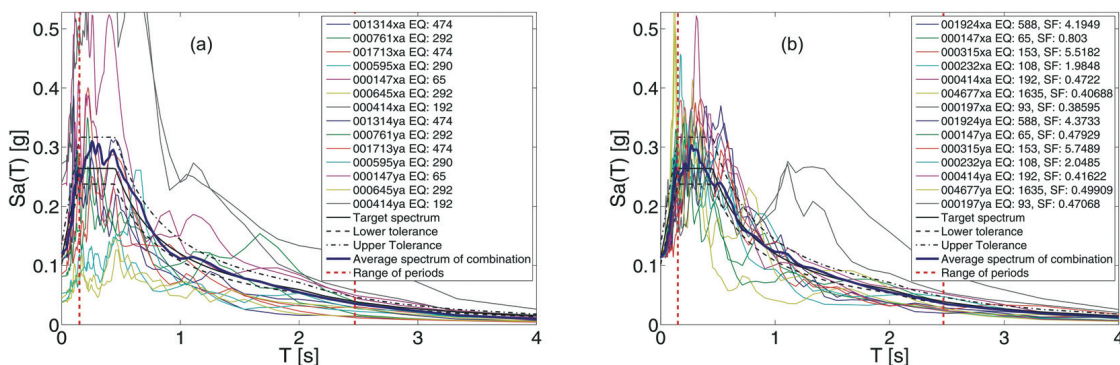 (a)
Sa(T) [g]
0.5
0.4
0.3
0.2
0.1
0
0
1
2
3
4
T [s]
001314xa EQ: 474
000761xa EQ: 292
001713xa EQ: 474
000595xa EQ: 290
000147xa EQ: 65
000645xa EQ: 292
000414xa EQ: 192
001314ya EQ: 474
000761ya EQ: 292
001713ya EQ: 474
000595ya EQ: 290
000147ya EQ: 65
000645ya EQ: 292
000414ya EQ: 192
Target spectrum
Lower tolerance
Upper Tolerance
Average spectrum of combination
Range of periods
(b)
Sa(T) [g]
0.5
0.4
0.3
0.2
0.1
0
0
1
2
3
4
T [s]
001924xa EQ: 588, SF: 4.1949
000147xa EQ: 65, SF: 0.803
000315xa EQ: 153, SF: 5.5182
000232xa EQ: 108, SF: 1.9848
000414xa EQ: 192, SF: 0.4722
004677xa EQ: 1635, SF: 0.40688
000197xa EQ: 93, SF: 0.38595
001924ya EQ: 588, SF: 4.3733
000147ya EQ: 65, SF: 0.47929
000315ya EQ: 153, SF: 5.7489
000232ya EQ: 108, SF: 2.0485
000414ya EQ: 192, SF: 0.41622
004677ya EQ: 1635, SF: 0.49909
000197ya EQ: 93, SF: 0.47068
Target spectrum
Lower tolerance
Upper Tolerance
Average spectrum of combination
Range of periods